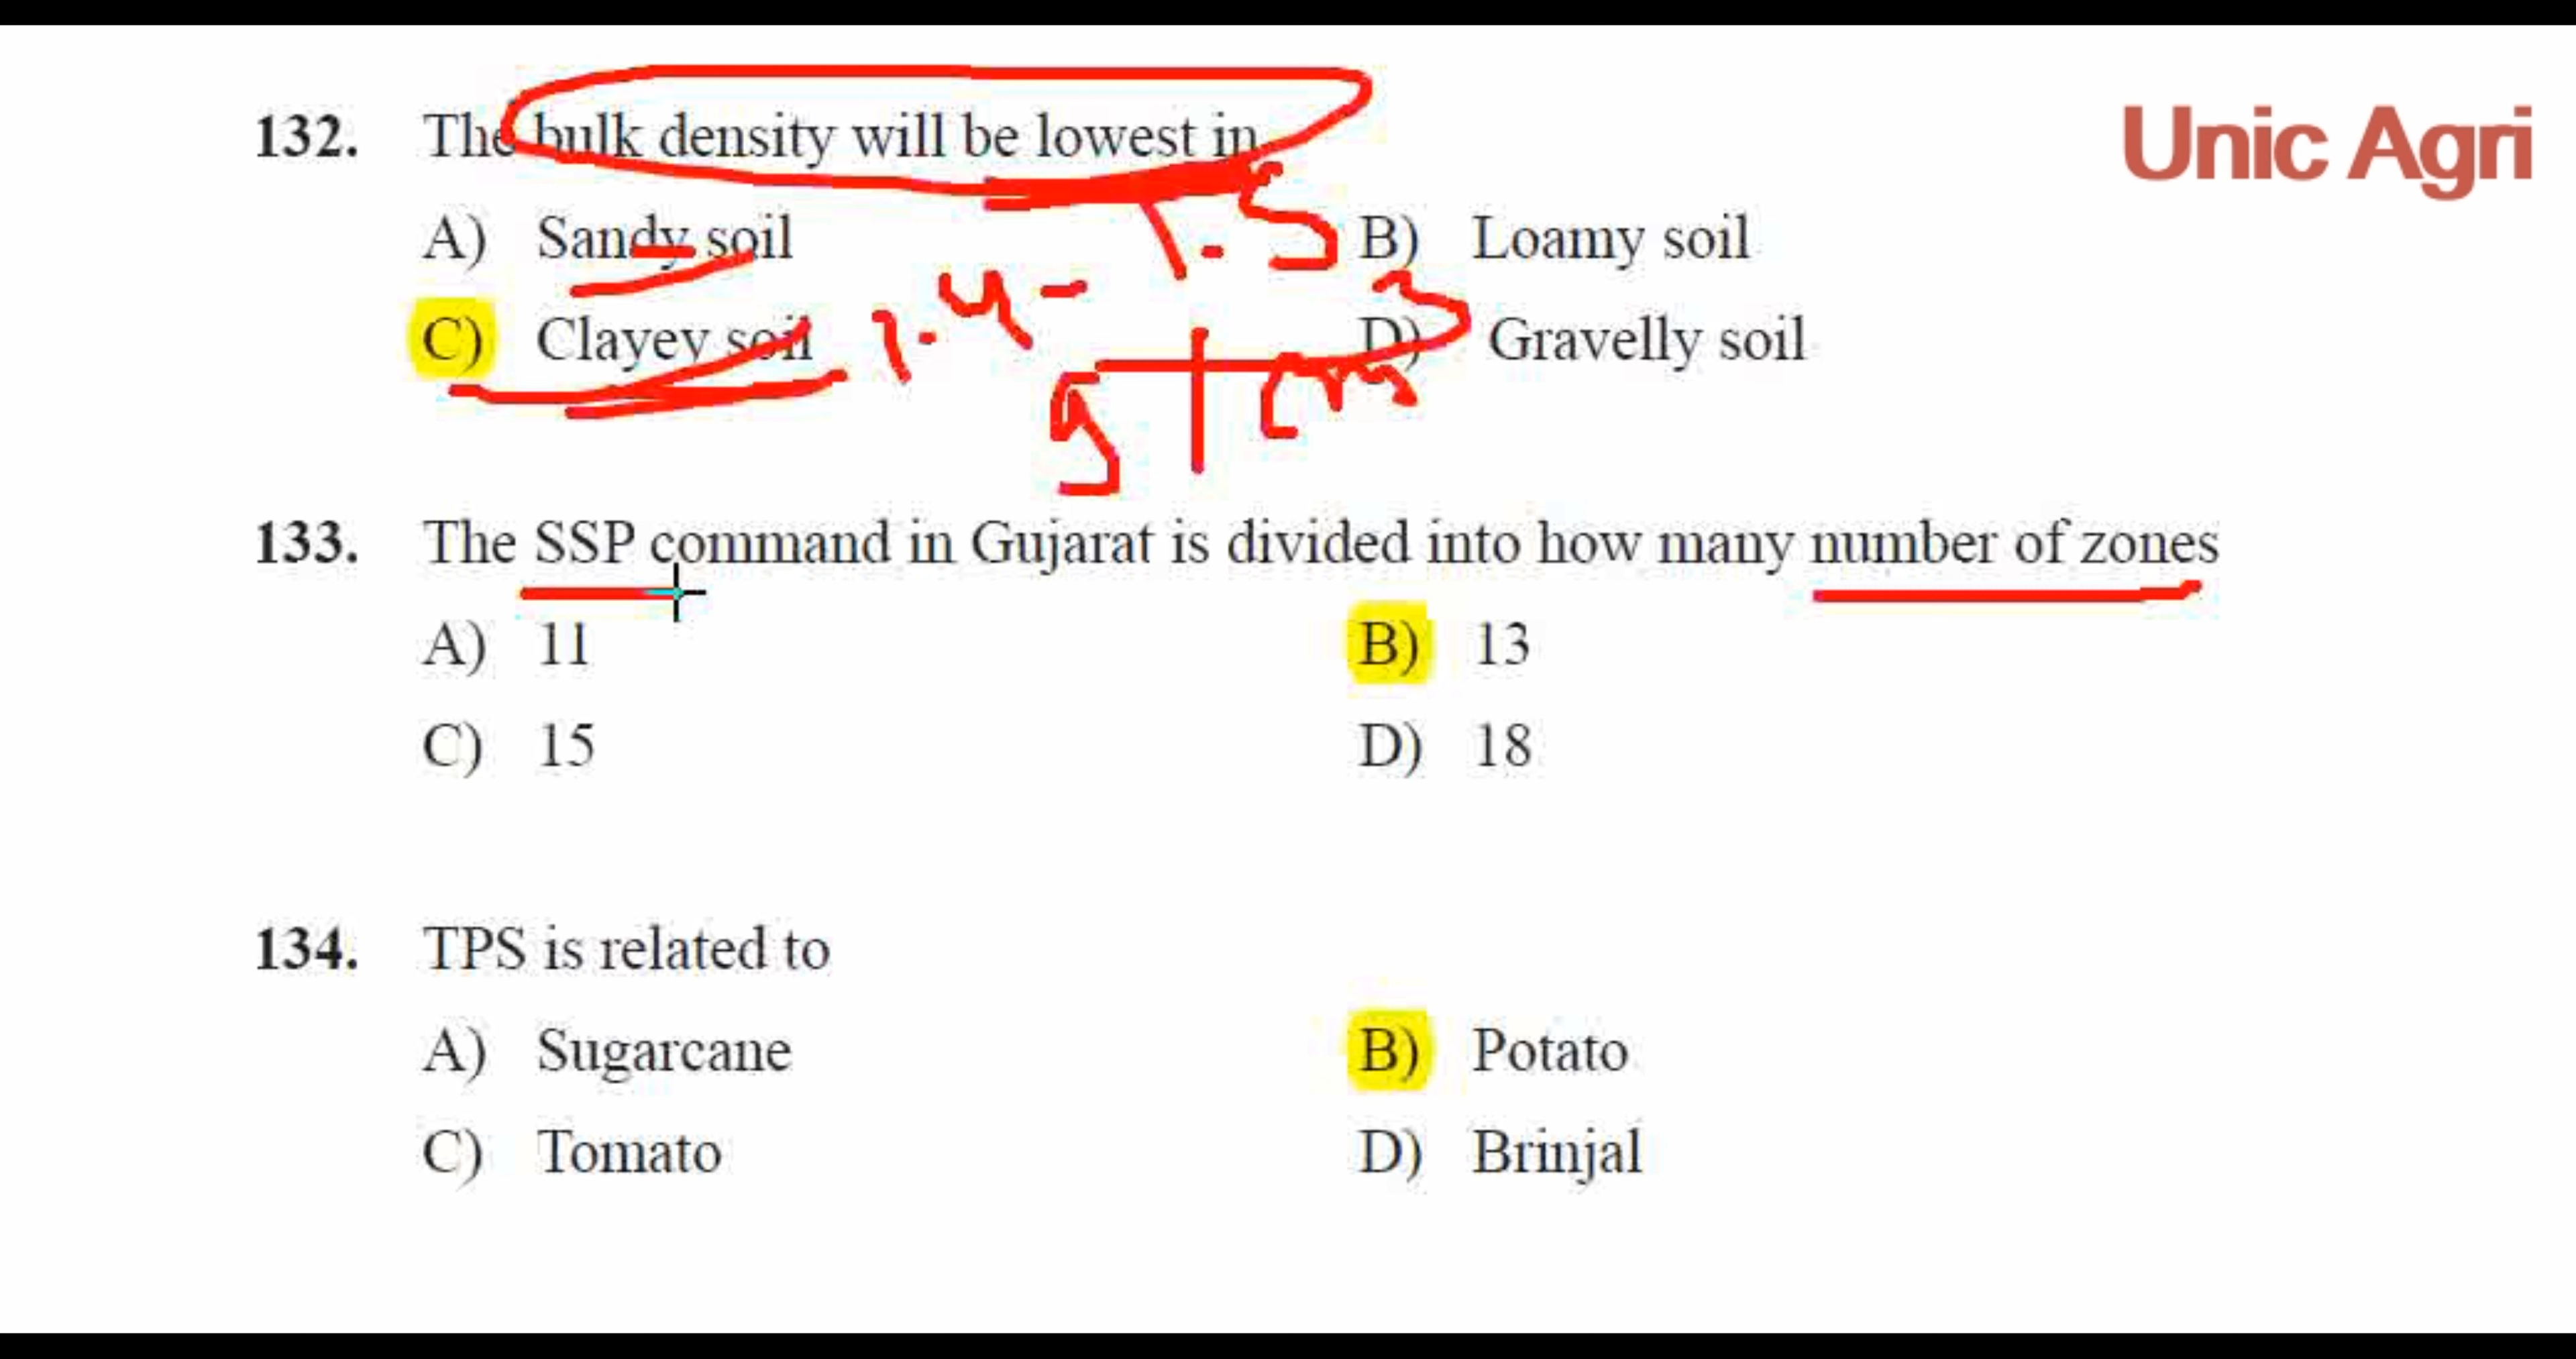 Unic Agri
132. The bulk density will be lowest in
A) Sandy soil B) Loamy soil
C) Clayey soil D) Gravelly soil
1.4 - 1.5
g + cm3
133. The SSP command in Gujarat is divided into how many number of zones
A) 11 B) 13
C) 15 D) 18
134. TPS is related to
A) Sugarcane B) Potato
C) Tomato D) Brinjal